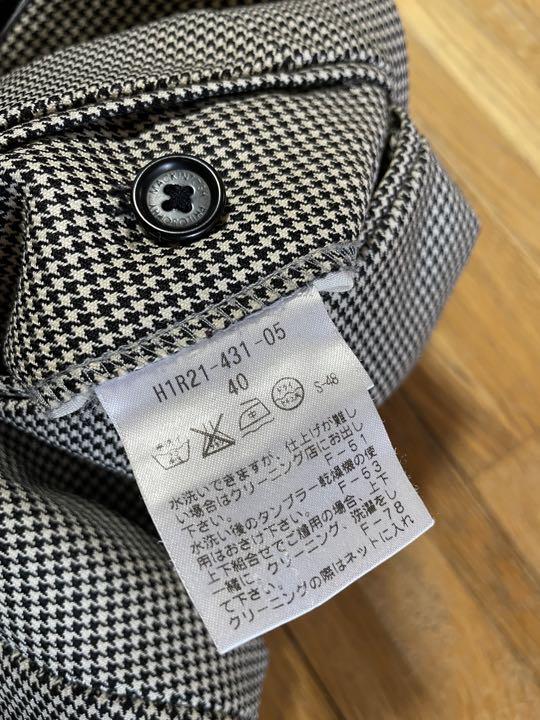 MACKINTOSH
PHILOSOPHY
H1R21-431-05
40
S-48
水洗いできますが、仕上げが難し
い場合はクリーニング店にお出し
下さい。 F-51
水洗い後のタンブラー乾燥機の使
用はおさけ下さい。 F-53
上下組合せでご着用の場合、上下
一緒に、クリーニング、洗濯をし
て下さい。 F-78
クリーニングの際はネットに入れ